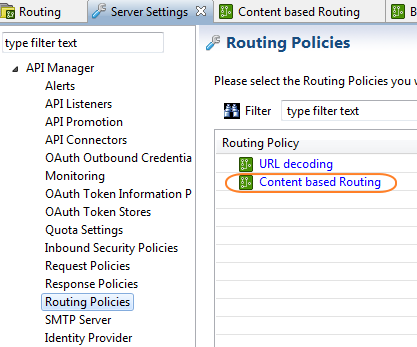 Routing
Server Settings
Content based Routing
B
type filter text
API Manager
Alerts
API Listeners
API Promotion
API Connectors
OAuth Outbound Credentia
Monitoring
OAuth Token Information P
OAuth Token Stores
Quota Settings
Inbound Security Policies
Request Policies
Response Policies
Routing Policies
SMTP Server
Identity Provider
Routing Policies
Please select the Routing Policies you w
Filter
type filter text
Routing Policy
URL decoding
Content based Routing